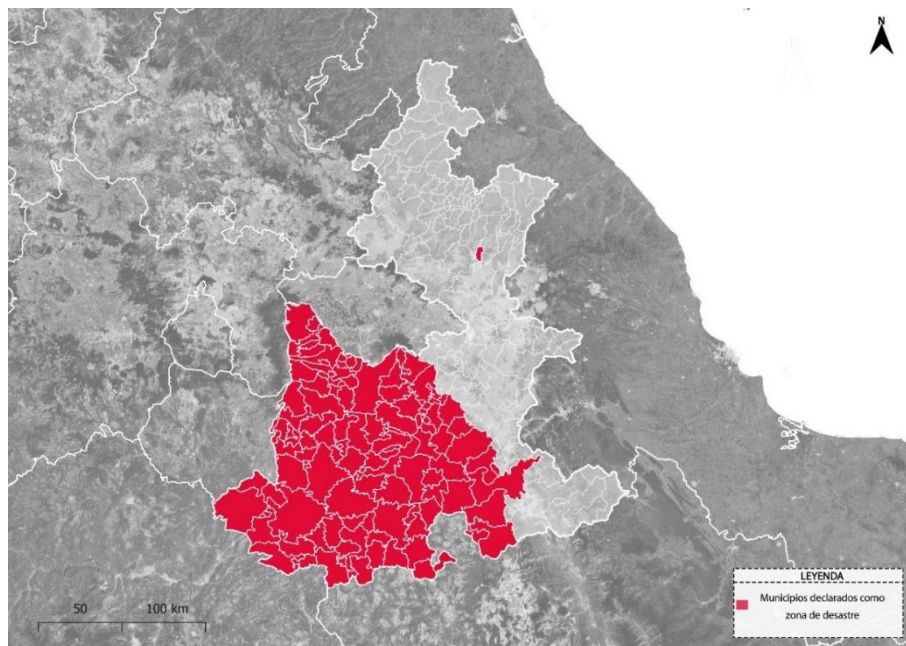 N
LEYENDA
Municipios declarados como
zona de desastre
50 100 km